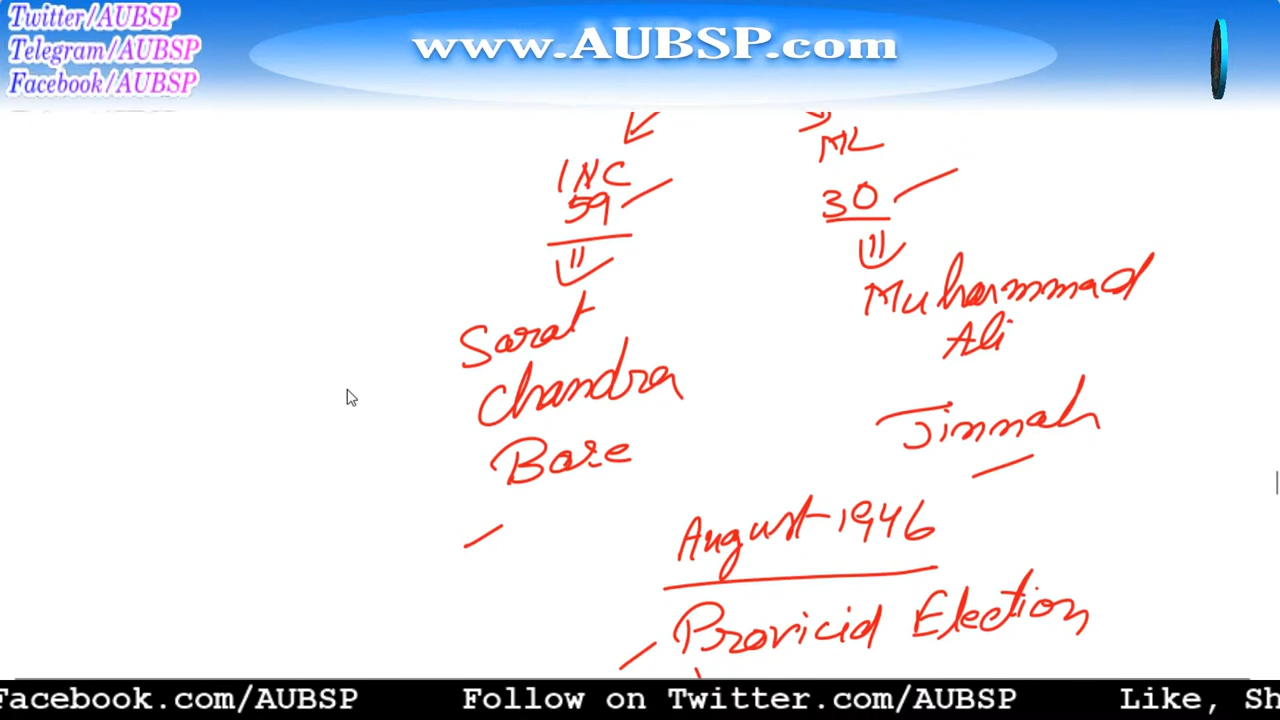 Twitter/AUBSP
Telegram/AUBSP
Facebook/AUBSP
www.AUBSP.com
INC
59
Sarat
Chandra
Bose
ML
30
Muhammad
Ali
Jinnah
August 1946
Provicid Election
Facebook.com/AUBSP Follow on Twitter.com/AUBSP Like, Sh